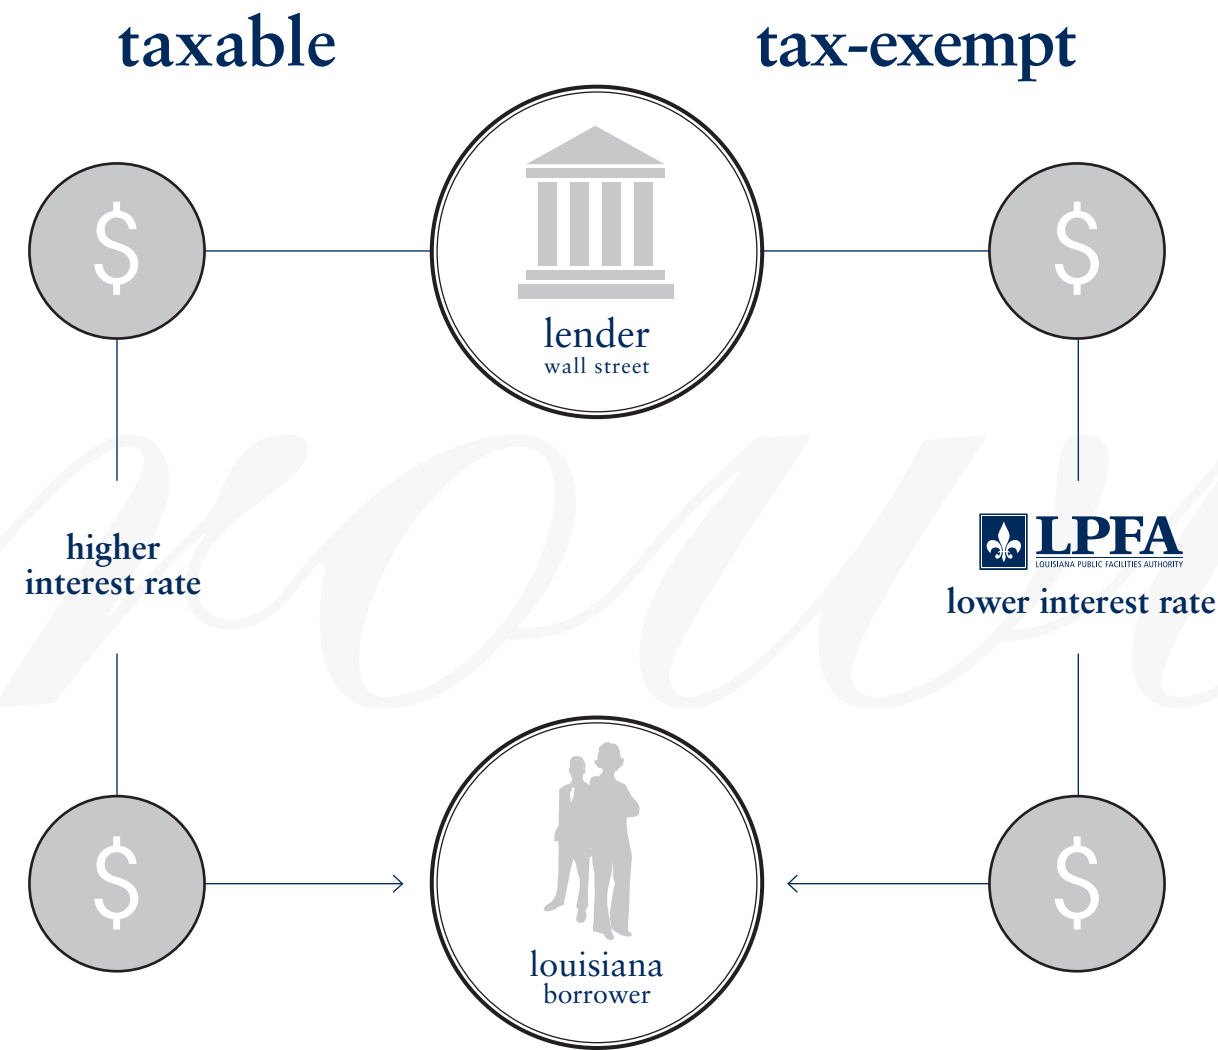 taxable
tax-exempt
$
$
lender
wall street
higher
interest rate
LPFA
LOUISIANA PUBLIC FACILITIES AUTHORITY
lower interest rate
$
$
louisiana
borrower